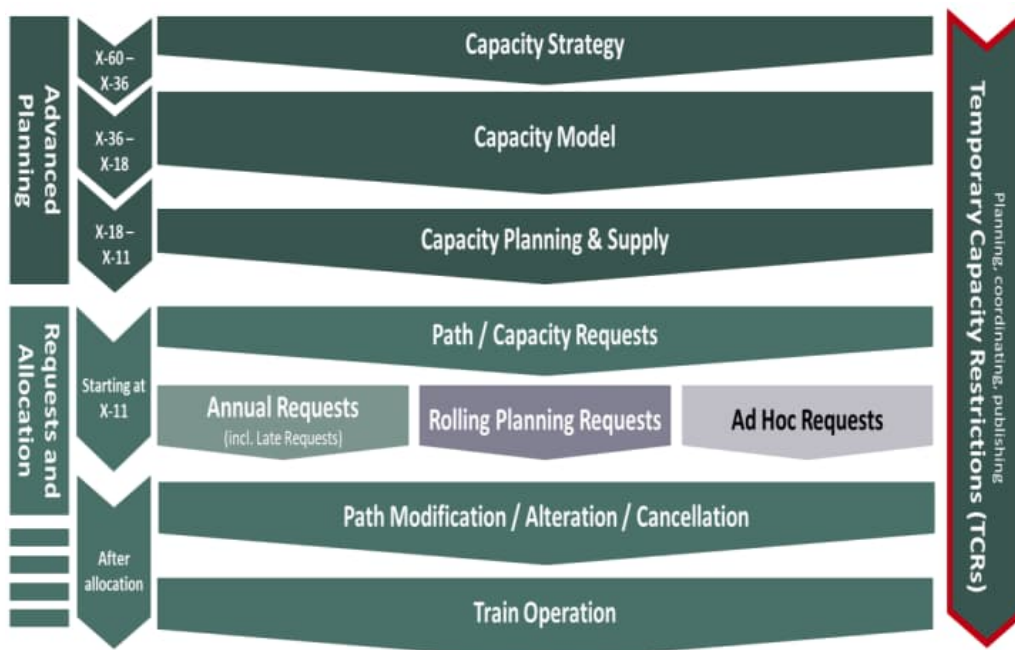 Advanced
Planning
X-60 –
X-36
Capacity Strategy
X-36 –
X-18
Capacity Model
X-18 –
X-11
Capacity Planning & Supply
Requests and
Allocation
Starting at
X-11
Path / Capacity Requests
Annual Requests
(incl. Late Requests)
Rolling Planning Requests
Ad Hoc Requests
After
allocation
Path Modification / Alteration / Cancellation
Train Operation
Planning, coordinating, publishing
Temporary Capacity Restrictions (TCRs)